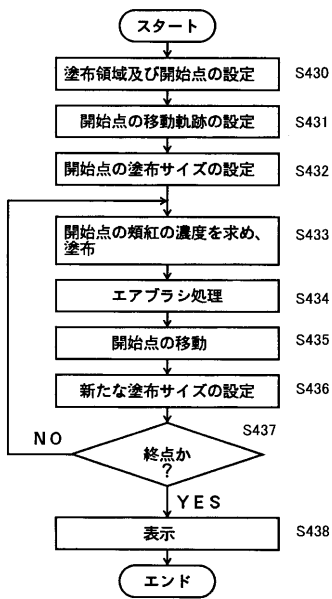 スタート
塗布領域及び開始点の設定 S430
開始点の移動軌跡の設定 S431
開始点の塗布サイズの設定 S432
開始点の頬紅の濃度を求め、 S433
塗布
エアブラシ処理 S434
開始点の移動 S435
新たな塗布サイズの設定 S436
S437
NO
終点か
?
YES
表示 S438
エンド